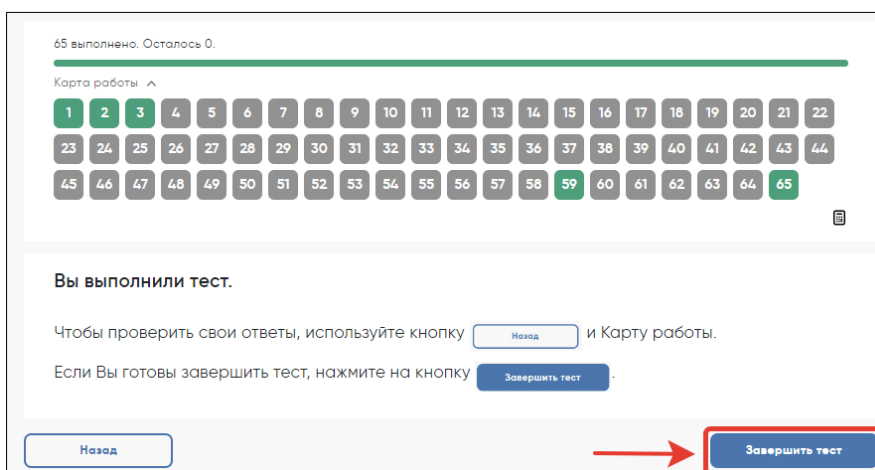 65 выполнено. Осталось 0.
Карта работы
1 2 3 4 5 6 7 8 9 10 11 12 13 14 15 16 17 18 19 20 21 22
23 24 25 26 27 28 29 30 31 32 33 34 35 36 37 38 39 40 41 42 43 44
45 46 47 48 49 50 51 52 53 54 55 56 57 58 59 60 61 62 63 64 65
Вы выполнили тест.
Чтобы проверить свои ответы, используйте кнопку Назад и Карту работы.
Если Вы готовы завершить тест, нажмите на кнопку Завершить тест .
Назад Завершить тест